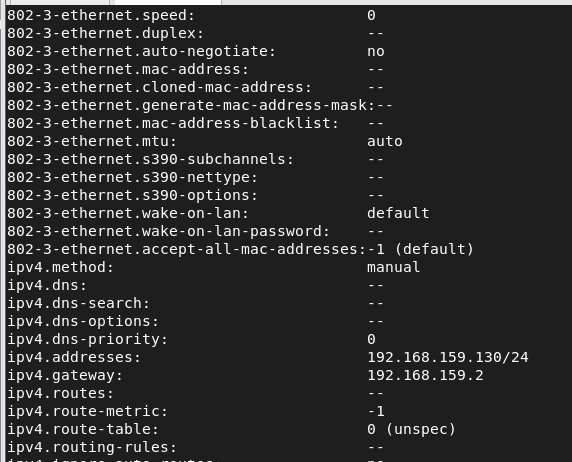 802-3-ethernet.speed: 0
802-3-ethernet.duplex: --
802-3-ethernet.auto-negotiate: no
802-3-ethernet.mac-address: --
802-3-ethernet.cloned-mac-address: --
802-3-ethernet.generate-mac-address-mask:--
802-3-ethernet.mac-address-blacklist: --
802-3-ethernet.mtu: auto
802-3-ethernet.s390-subchannels: --
802-3-ethernet.s390-nettype: --
802-3-ethernet.s390-options: --
802-3-ethernet.wake-on-lan: default
802-3-ethernet.wake-on-lan-password: --
802-3-ethernet.accept-all-mac-addresses:-1 (default)
ipv4.method: manual
ipv4.dns: --
ipv4.dns-search: --
ipv4.dns-options: --
ipv4.dns-priority: 0
ipv4.addresses: 192.168.159.130/24
ipv4.gateway: 192.168.159.2
ipv4.routes: --
ipv4.route-metric: -1
ipv4.route-table: 0 (unspec)
ipv4.routing-rules: --